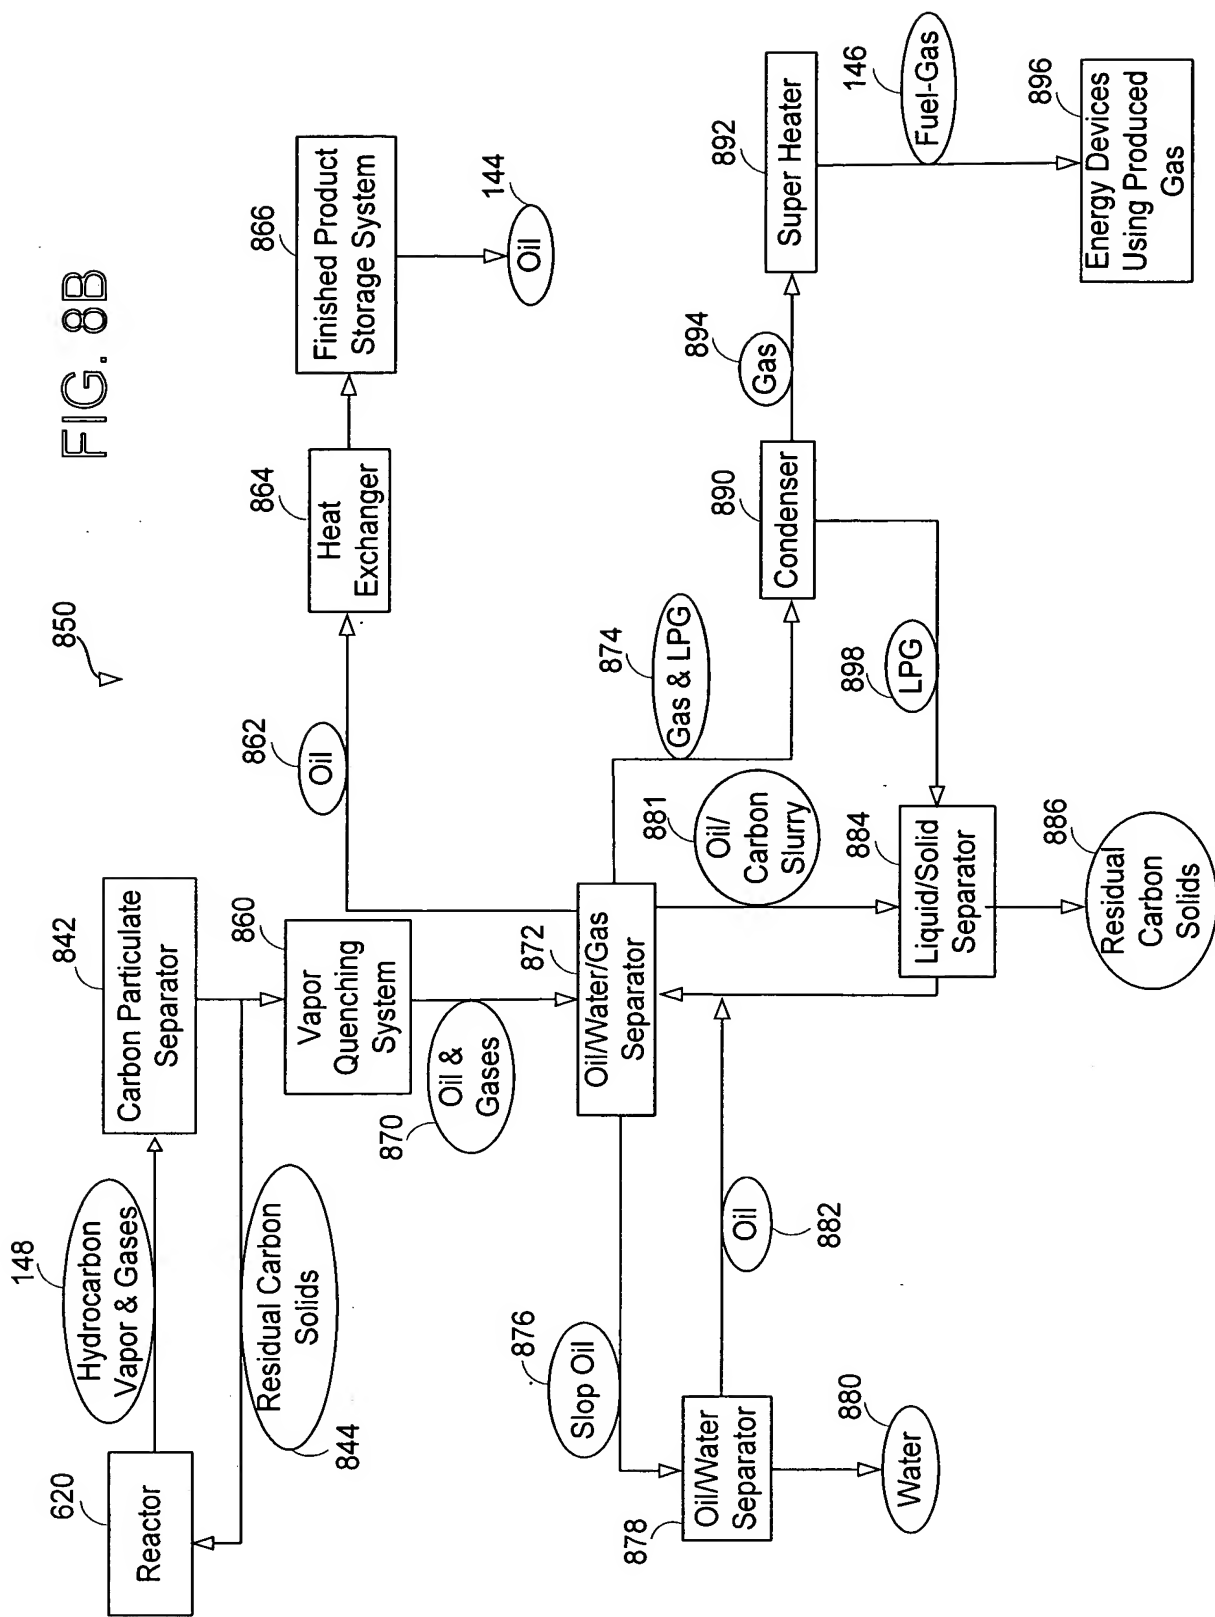 FIG. 8B
850
620
Reactor
148
Hydrocarbon
Vapor & Gases
842
Carbon Particulate
Separator
Residual Carbon
Solids
844
860
Vapor
Quenching
System
870
Oil &
Gases
862
Oil
864
Heat
Exchanger
866
Finished Product
Storage System
144
Oil
872
Oil/Water/Gas
Separator
876
Slop Oil
878
Oil/Water
Separator
880
Water
Oil
882
881
Oil/
Carbon
Slurry
874
Gas & LPG
884
Liquid/Solid
Separator
886
Residual
Carbon
Solids
898
LPG
890
Condenser
894
Gas
892
Super Heater
146
Fuel-Gas
896
Energy Devices
Using Produced
Gas